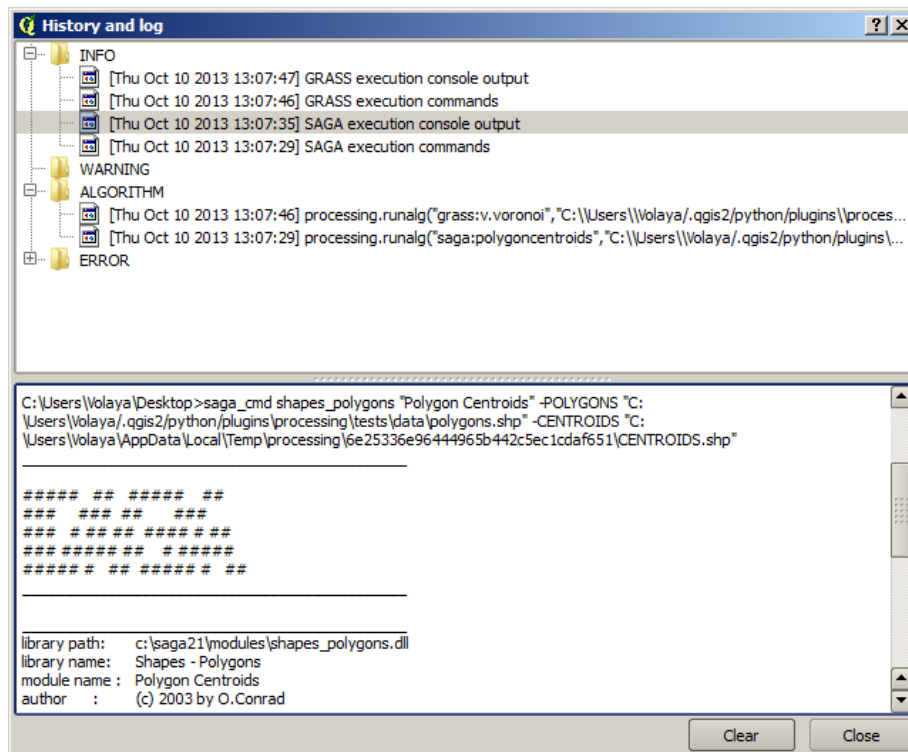 History and log
INFO
[Thu Oct 10 2013 13:07:47] GRASS execution console output
[Thu Oct 10 2013 13:07:46] GRASS execution commands
[Thu Oct 10 2013 13:07:35] SAGA execution console output
[Thu Oct 10 2013 13:07:29] SAGA execution commands
WARNING
ALGORITHM
[Thu Oct 10 2013 13:07:46] processing.runalg("grass:v.voronoi","C:\\Users\\Volaya/.qgis2/python/plugins\\proces...
[Thu Oct 10 2013 13:07:29] processing.runalg("saga:polygoncentroids","C:\\Users\\Volaya/.qgis2/python/plugins\...
ERROR
C:\Users\Volaya\Desktop>saga_cmd shapes_polygons "Polygon Centroids" -POLYGONS "C:
\Users\Volaya/.qgis2/python/plugins\processing\tests\data\polygons.shp" -CENTROIDS "C:
\Users\Volaya\AppData\Local\Temp\processing\6e25336e96444965b442c5ec1cdaf651\CENTROIDS.shp"
_____________________________________________
##### ## ##### ##
### ### ## ###
### # ## ## #### # ##
### ##### ## # #####
##### # ## ##### # ##
_____________________________________________
_____________________________________________
library path: c:\saga21\modules\shapes_polygons.dll
library name: Shapes - Polygons
module name : Polygon Centroids
author : (c) 2003 by O.Conrad
Clear Close